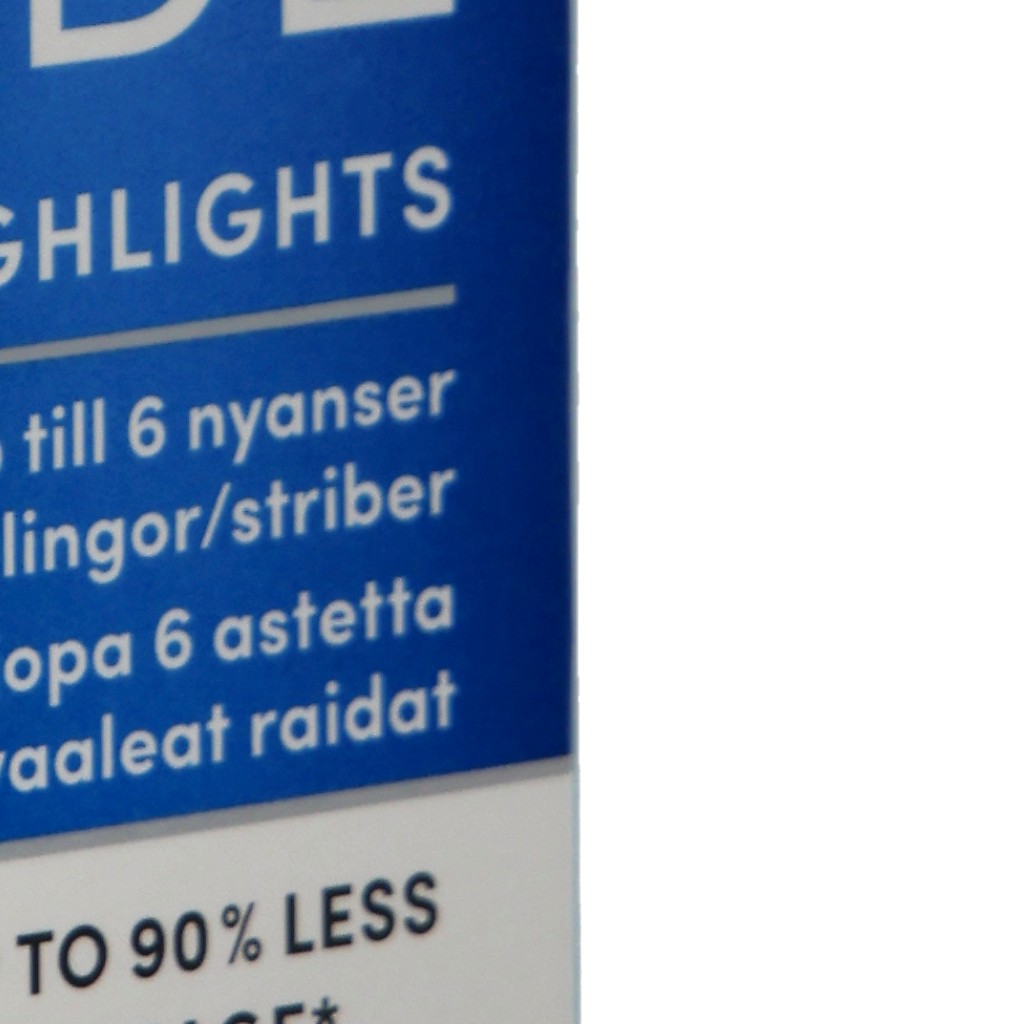 GHLIGHTS
till 6 nyanser
lingor/striber
opa 6 astetta
vaaleat raidat
TO 90% LESS